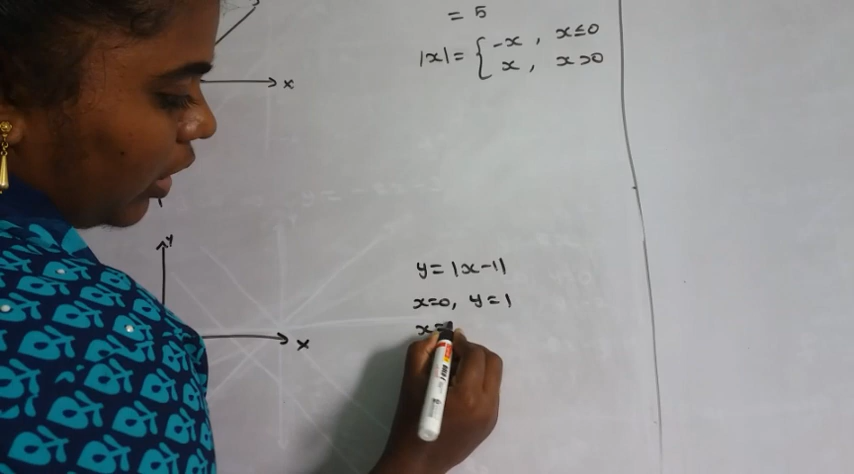 = 5
|x| = { -x , x ≤ 0
x , x > 0
x
y
y = |x-1|
x=0, y=1
x=
x